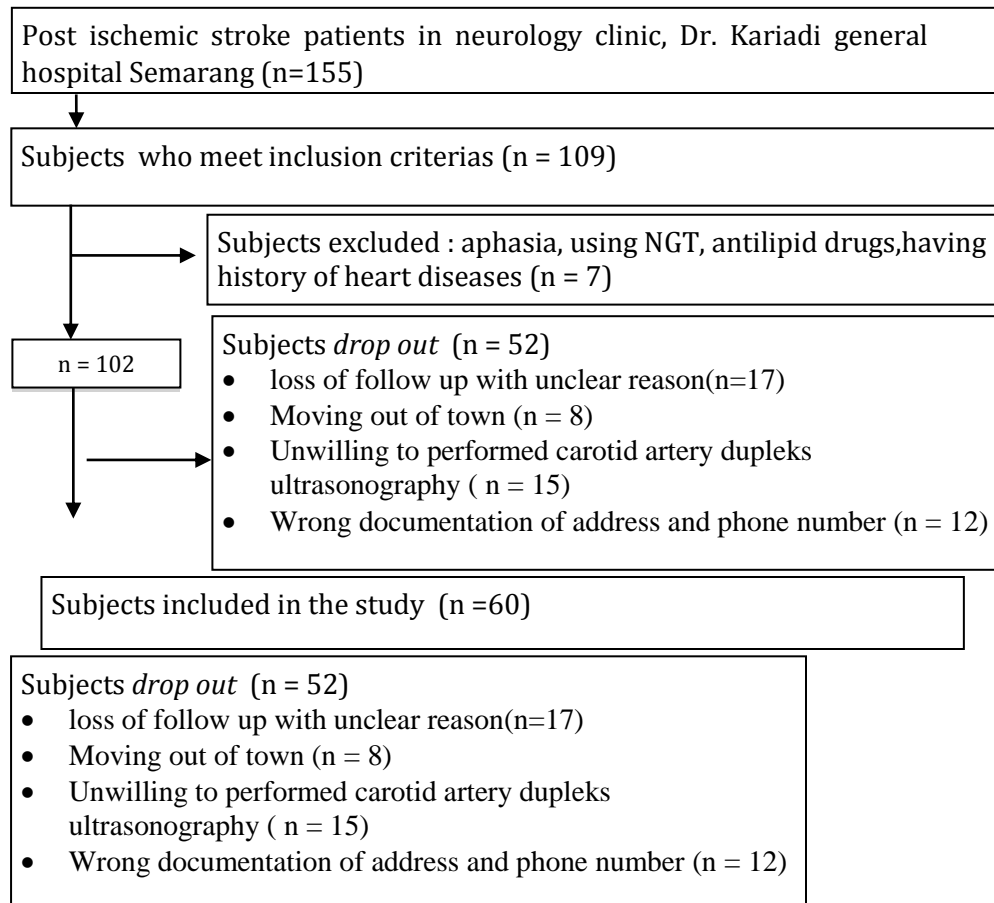 Post ischemic stroke patients in neurology clinic, Dr. Kariadi general
hospital Semarang (n=155)
Subjects who meet inclusion criterias (n = 109)
Subjects excluded : aphasia, using NGT, antilipid drugs,having
history of heart diseases (n = 7)
n = 102
Subjects drop out (n = 52)
• loss of follow up with unclear reason(n=17)
• Moving out of town (n = 8)
• Unwilling to performed carotid artery dupleks
ultrasonography ( n = 15)
• Wrong documentation of address and phone number (n = 12)
Subjects included in the study (n =60)
Subjects drop out (n = 52)
• loss of follow up with unclear reason(n=17)
• Moving out of town (n = 8)
• Unwilling to performed carotid artery dupleks
ultrasonography ( n = 15)
• Wrong documentation of address and phone number (n = 12)